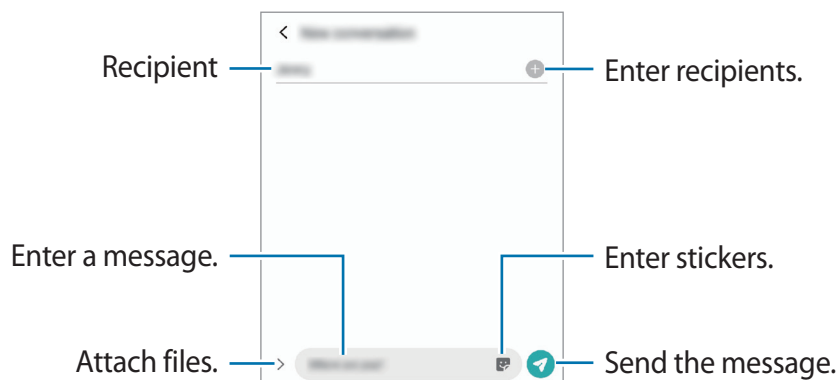 Recipient
Enter recipients.
Enter a message.
Enter stickers.
Attach files.
Send the message.